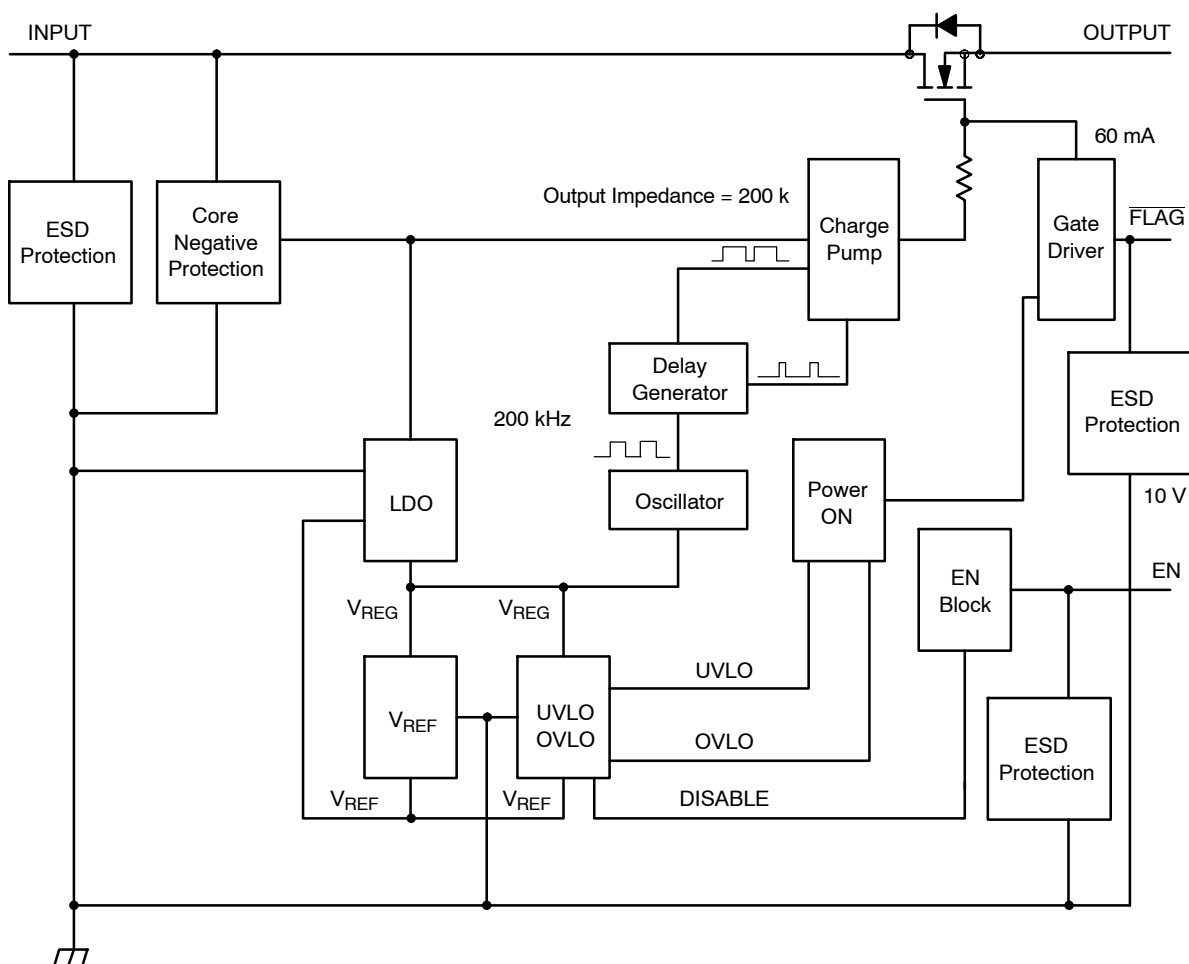 INPUT
OUTPUT
60 mA
Output Impedance = 200 k
ESD
Protection
Core
Negative
Protection
Charge
Pump
Gate
Driver
FLAG
Delay
Generator
200 kHz
ESD
Protection
LDO
Oscillator
Power
ON
10 V
EN
Block
EN
VREG
VREG
UVLO
VREF
UVLO
OVLO
OVLO
ESD
Protection
VREF
VREF
DISABLE